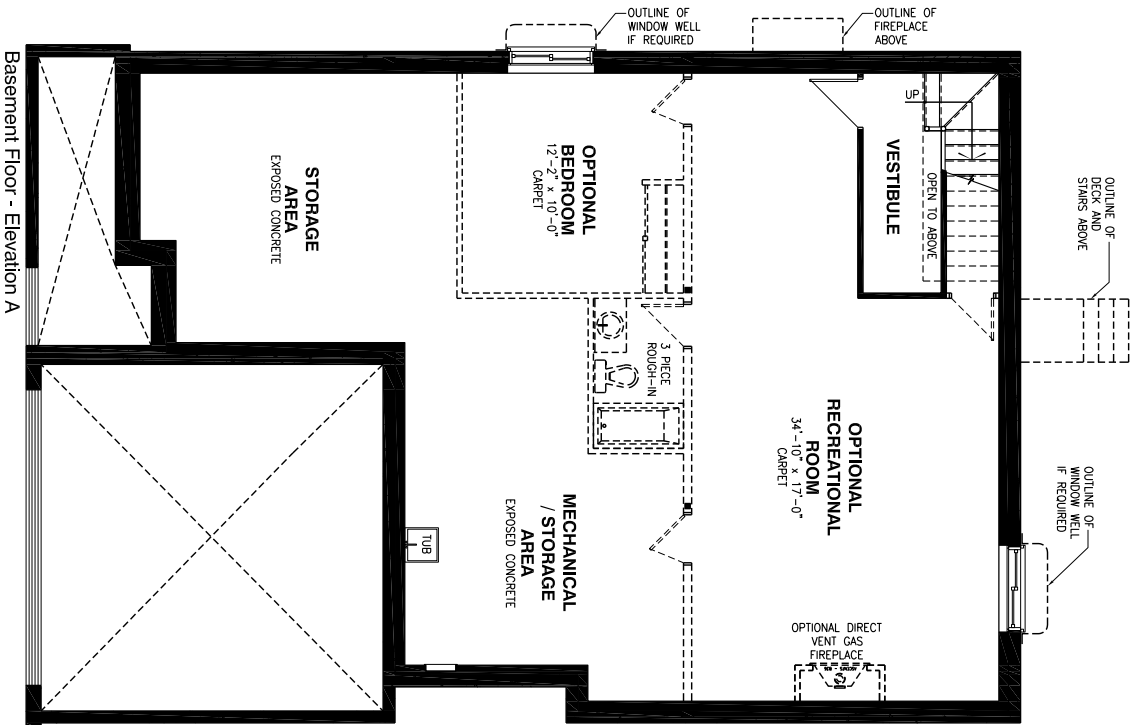 OUTLINE OF
WINDOW WELL
IF REQUIRED
OUTLINE OF
FIREPLACE
ABOVE
UP
VESTIBULE
OPEN TO ABOVE
OUTLINE OF
DECK AND
STAIRS ABOVE
OPTIONAL
BEDROOM
12'-2" x 10'-0"
CARPET
STORAGE
AREA
EXPOSED CONCRETE
3 PIECE
ROUGH-IN
OPTIONAL
RECREATIONAL
ROOM
34'-10" x 17'-0"
CARPET
OUTLINE OF
WINDOW WELL
IF REQUIRED
MECHANICAL
/ STORAGE
AREA
EXPOSED CONCRETE
TUB
OPTIONAL DIRECT
VENT GAS
FIREPLACE
Basement Floor - Elevation A